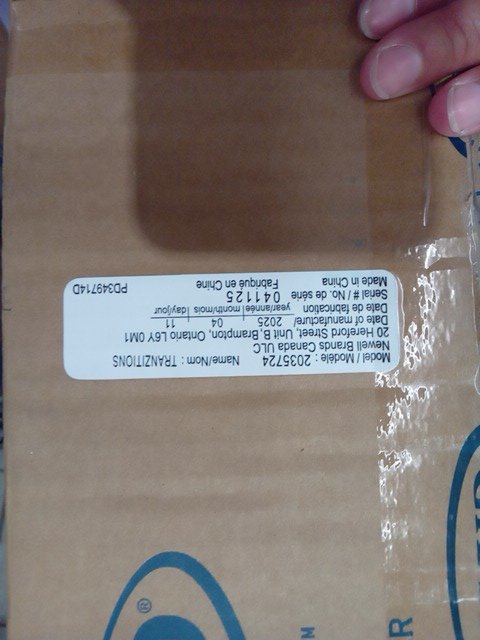 Model / Modèle : 2035724 Name/Nom : TRANZITIONS
Newell Brands Canada ULC
20 Hereford Street, Unit B, Brampton, Ontario L6Y 0M1
Date of manufacture/ 2025 04 11
Date de fabrication year/année month/mois day/jour
Serial # / No. de série 041125
Made in China Fabriqué en Chine PD349714D
®
M
R